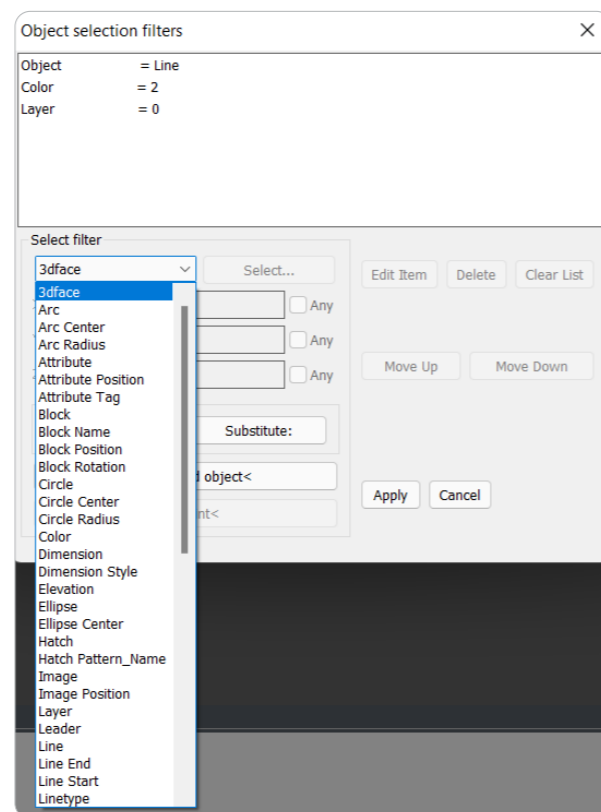 Object selection filters
Object = Line
Color = 2
Layer = 0
Select filter
3dface
Select...
Edit Item
Delete
Clear List
3dface
Arc
Any
Arc Center
Arc Radius
Any
Attribute
Attribute Position
Any
Move Up
Move Down
Attribute Tag
Block
Block Name
Substitute:
Block Position
Block Rotation
Circle
object<
Circle Center
Apply
Cancel
Circle Radius
nt<
Color
Dimension
Dimension Style
Elevation
Ellipse
Ellipse Center
Hatch
Hatch Pattern_Name
Image
Image Position
Layer
Leader
Line
Line End
Line Start
Linetype